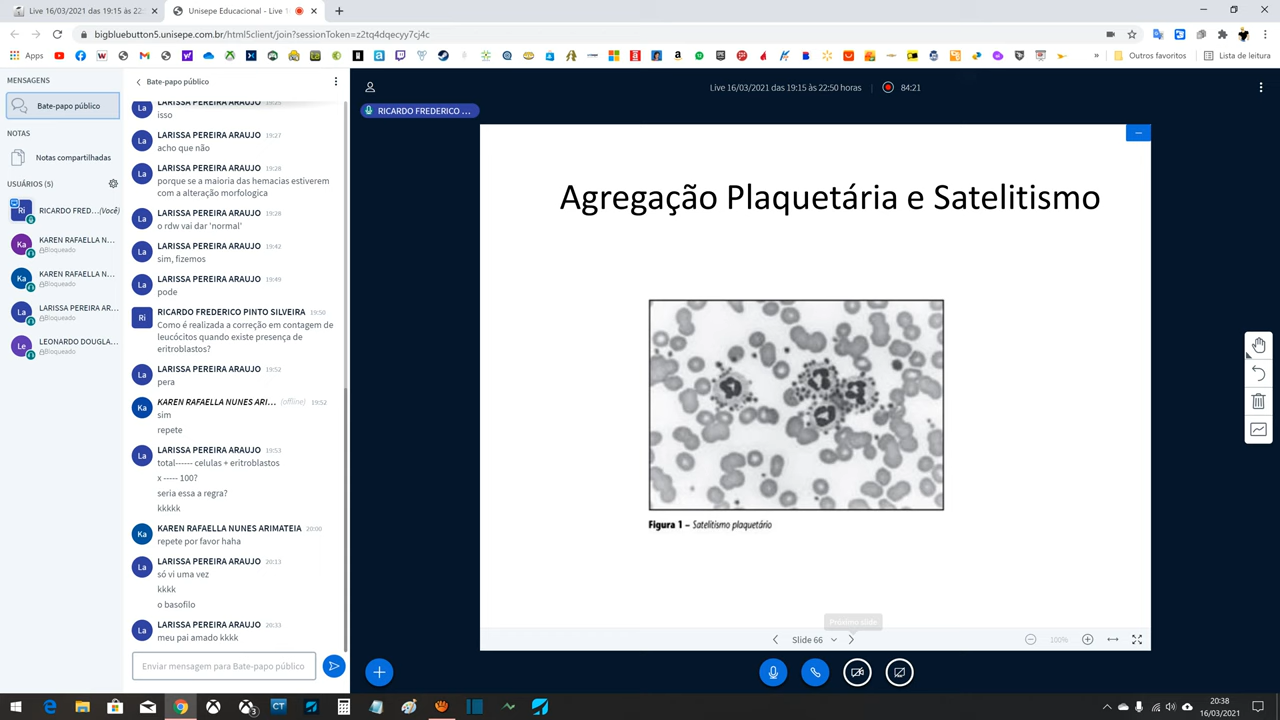 Live 16/03/2021 das 19:15 às 22:
Unisepe Educacional - Live 1
bigbluebutton5.unisepe.com.br/html5client/join?sessionToken=z2tq4dqecyy7cj4c
Apps
Outros favoritos
Lista de leitura
MENSAGENS
Bate-papo público
NOTAS
Notas compartilhadas
USUÁRIOS (5)
RICARDO FRED... (Você)
KAREN RAFAELLA N...
Bloqueado
KAREN RAFAELLA N...
Bloqueado
LARISSA PEREIRA AR...
Bloqueado
LEONARDO DOUGLA...
Bloqueado
Bate-papo público
LARISSA PEREIRA ARAUJO 19:25
isso
LARISSA PEREIRA ARAUJO 19:27
acho que não
LARISSA PEREIRA ARAUJO 19:28
porque se a maioria das hemacias estiverem
com a alteração morfologica
LARISSA PEREIRA ARAUJO 19:28
o rdw vai dar 'normal'
LARISSA PEREIRA ARAUJO 19:42
sim, fizemos
LARISSA PEREIRA ARAUJO 19:49
pode
RICARDO FREDERICO PINTO SILVEIRA 19:50
Como é realizada a correção em contagem de
leucócitos quando existe presença de
eritroblastos?
LARISSA PEREIRA ARAUJO 19:52
pera
KAREN RAFAELLA NUNES ARI... (offline) 19:52
sim
repete
LARISSA PEREIRA ARAUJO 19:53
total------ celulas + eritroblastos
x ----- 100?
seria essa a regra?
kkkkk
KAREN RAFAELLA NUNES ARIMATEIA 20:00
repete por favor haha
LARISSA PEREIRA ARAUJO 20:13
só vi uma vez
kkkk
o basofilo
LARISSA PEREIRA ARAUJO 20:33
meu pai amado kkkk
Enviar mensagem para Bate-papo público
Live 16/03/2021 das 19:15 às 22:50 horas
84:21
RICARDO FREDERICO ...
Agregação Plaquetária e Satelitismo
Figura 1 – Satelitismo plaquetário
Próximo slide
Slide 66
100%
20:38
16/03/2021